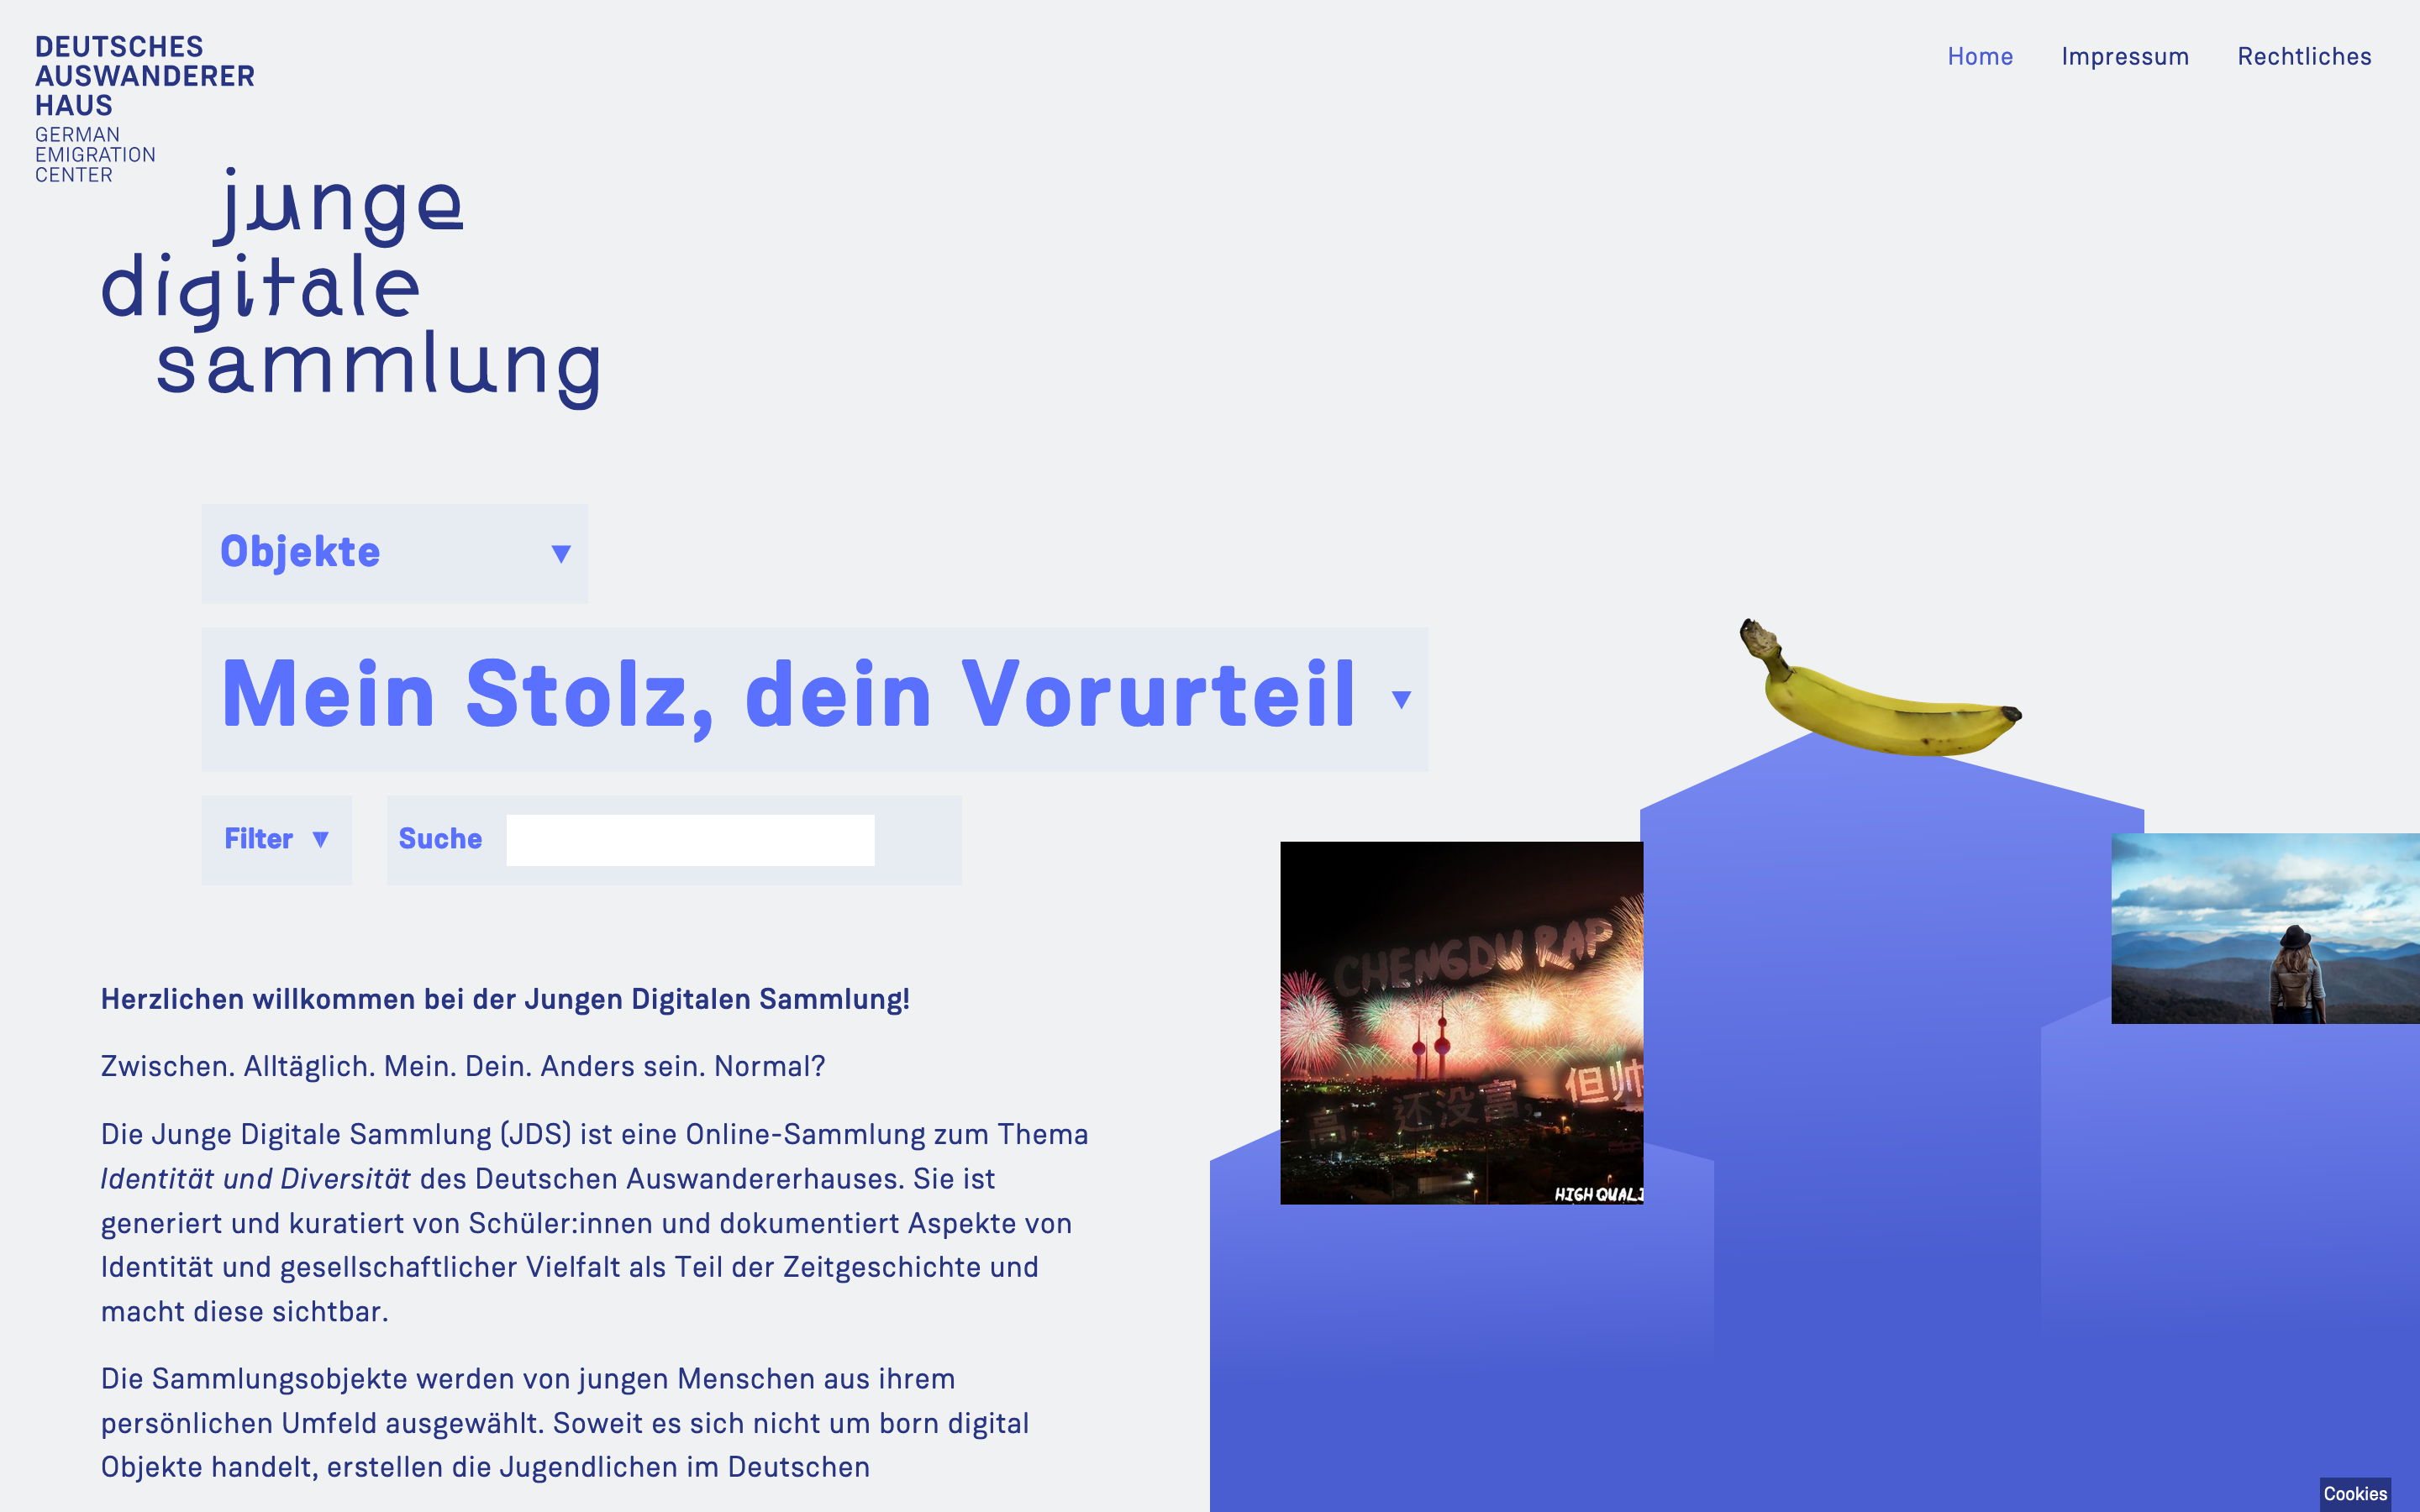 DEUTSCHES
AUSWANDERER
HAUS
GERMAN
EMIGRATION
CENTER
Home
Impressum
Rechtliches
junge
digitale
sammlung
Objekte
Mein Stolz, dein Vorurteil
Filter
Suche
CHENGDU RAP
高，还没富，但帅
HIGH QUALI
Herzlichen willkommen bei der Jungen Digitalen Sammlung!
Zwischen. Alltäglich. Mein. Dein. Anders sein. Normal?
Die Junge Digitale Sammlung (JDS) ist eine Online-Sammlung zum Thema
Identität und Diversität des Deutschen Auswandererhauses. Sie ist
generiert und kuratiert von Schüler:innen und dokumentiert Aspekte von
Identität und gesellschaftlicher Vielfalt als Teil der Zeitgeschichte und
macht diese sichtbar.
Die Sammlungsobjekte werden von jungen Menschen aus ihrem
persönlichen Umfeld ausgewählt. Soweit es sich nicht um born digital
Objekte handelt, erstellen die Jugendlichen im Deutschen
Cookies